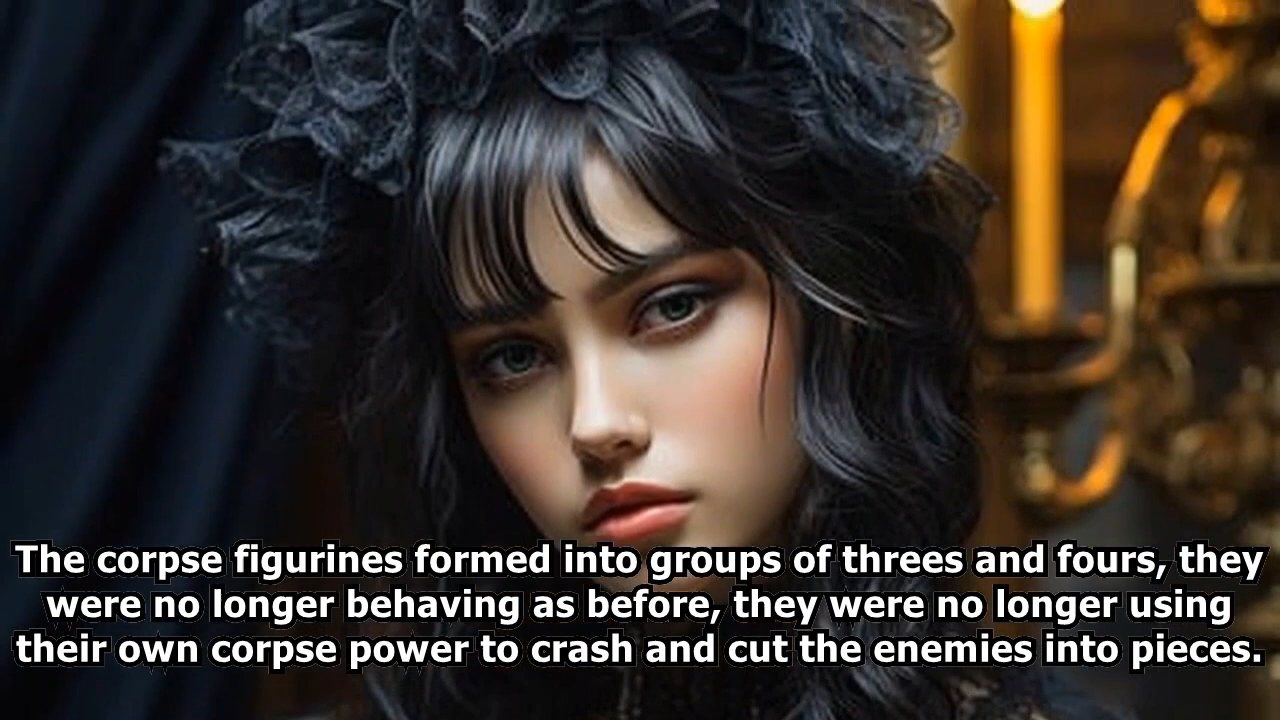 The corpse figurines formed into groups of threes and fours, they
were no longer behaving as before, they were no longer using
their own corpse power to crash and cut the enemies into pieces.